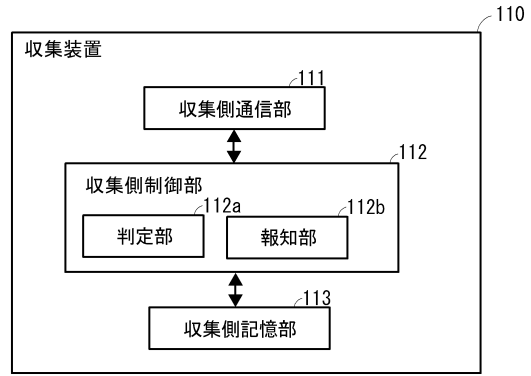 110
収集装置
111
収集側通信部
112
収集側制御部
112a
112b
判定部
報知部
113
収集側記憶部